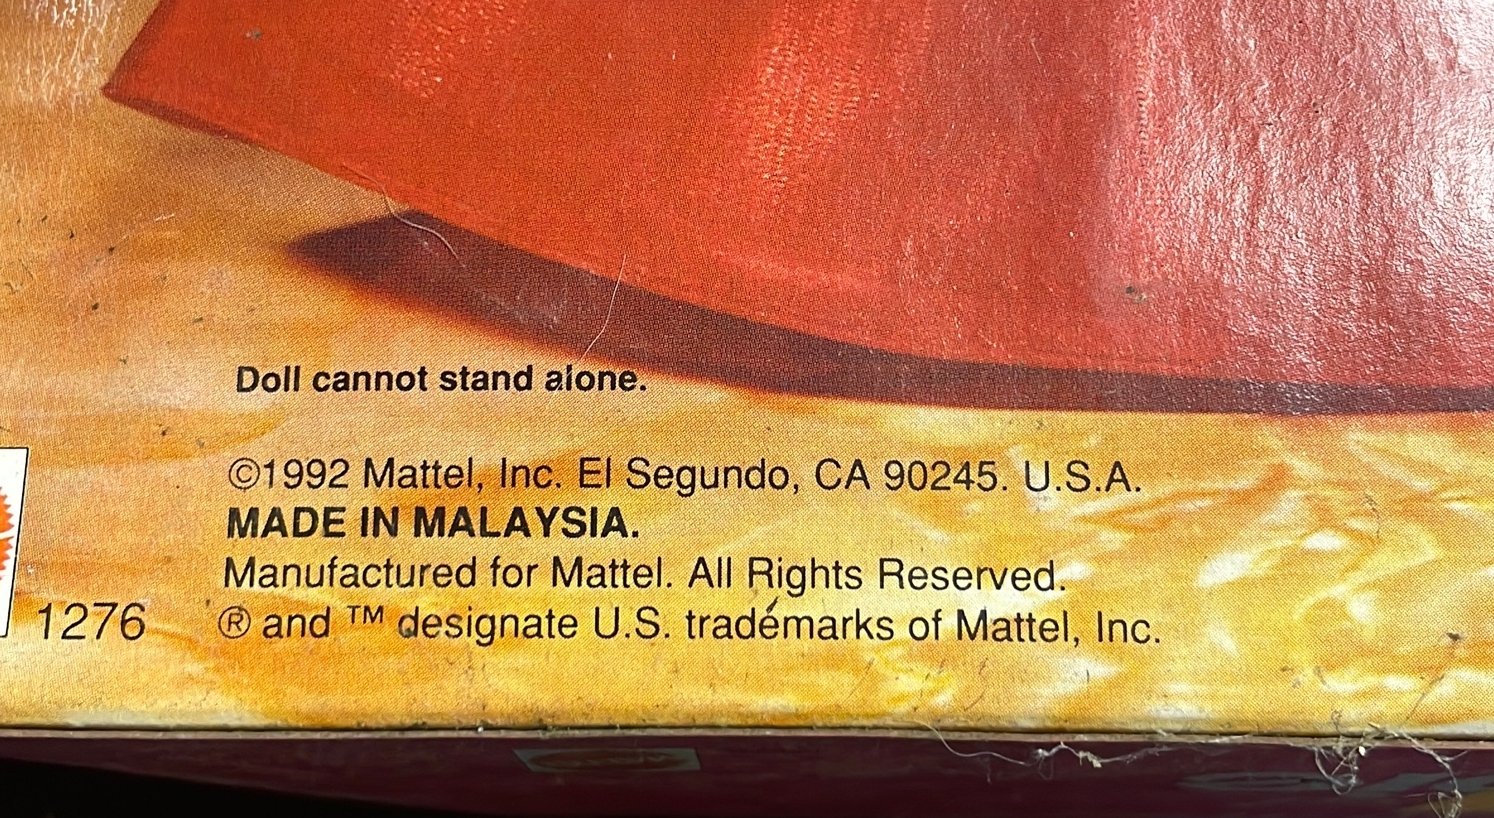 Doll cannot stand alone.
©1992 Mattel, Inc. El Segundo, CA 90245. U.S.A.
MADE IN MALAYSIA.
Manufactured for Mattel. All Rights Reserved.
1276 ® and ™ designate U.S. trademarks of Mattel, Inc.